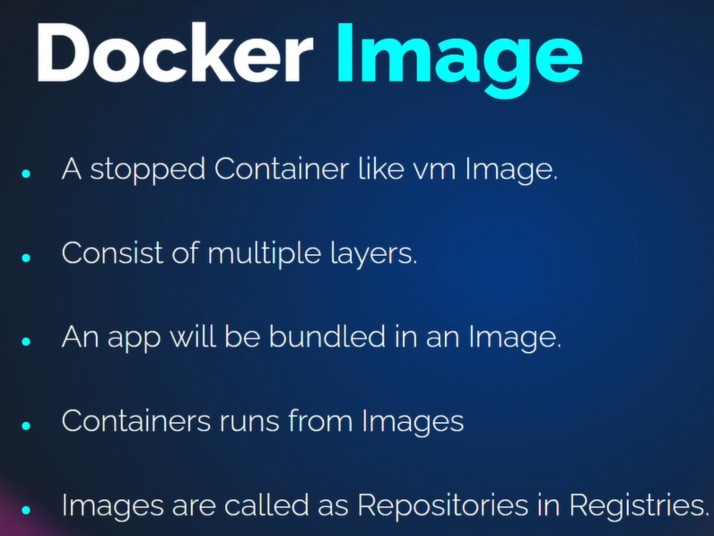 Docker Image
• A stopped Container like vm Image.
• Consist of multiple layers.
• An app will be bundled in an Image.
• Containers runs from Images
• Images are called as Repositories in Registries.